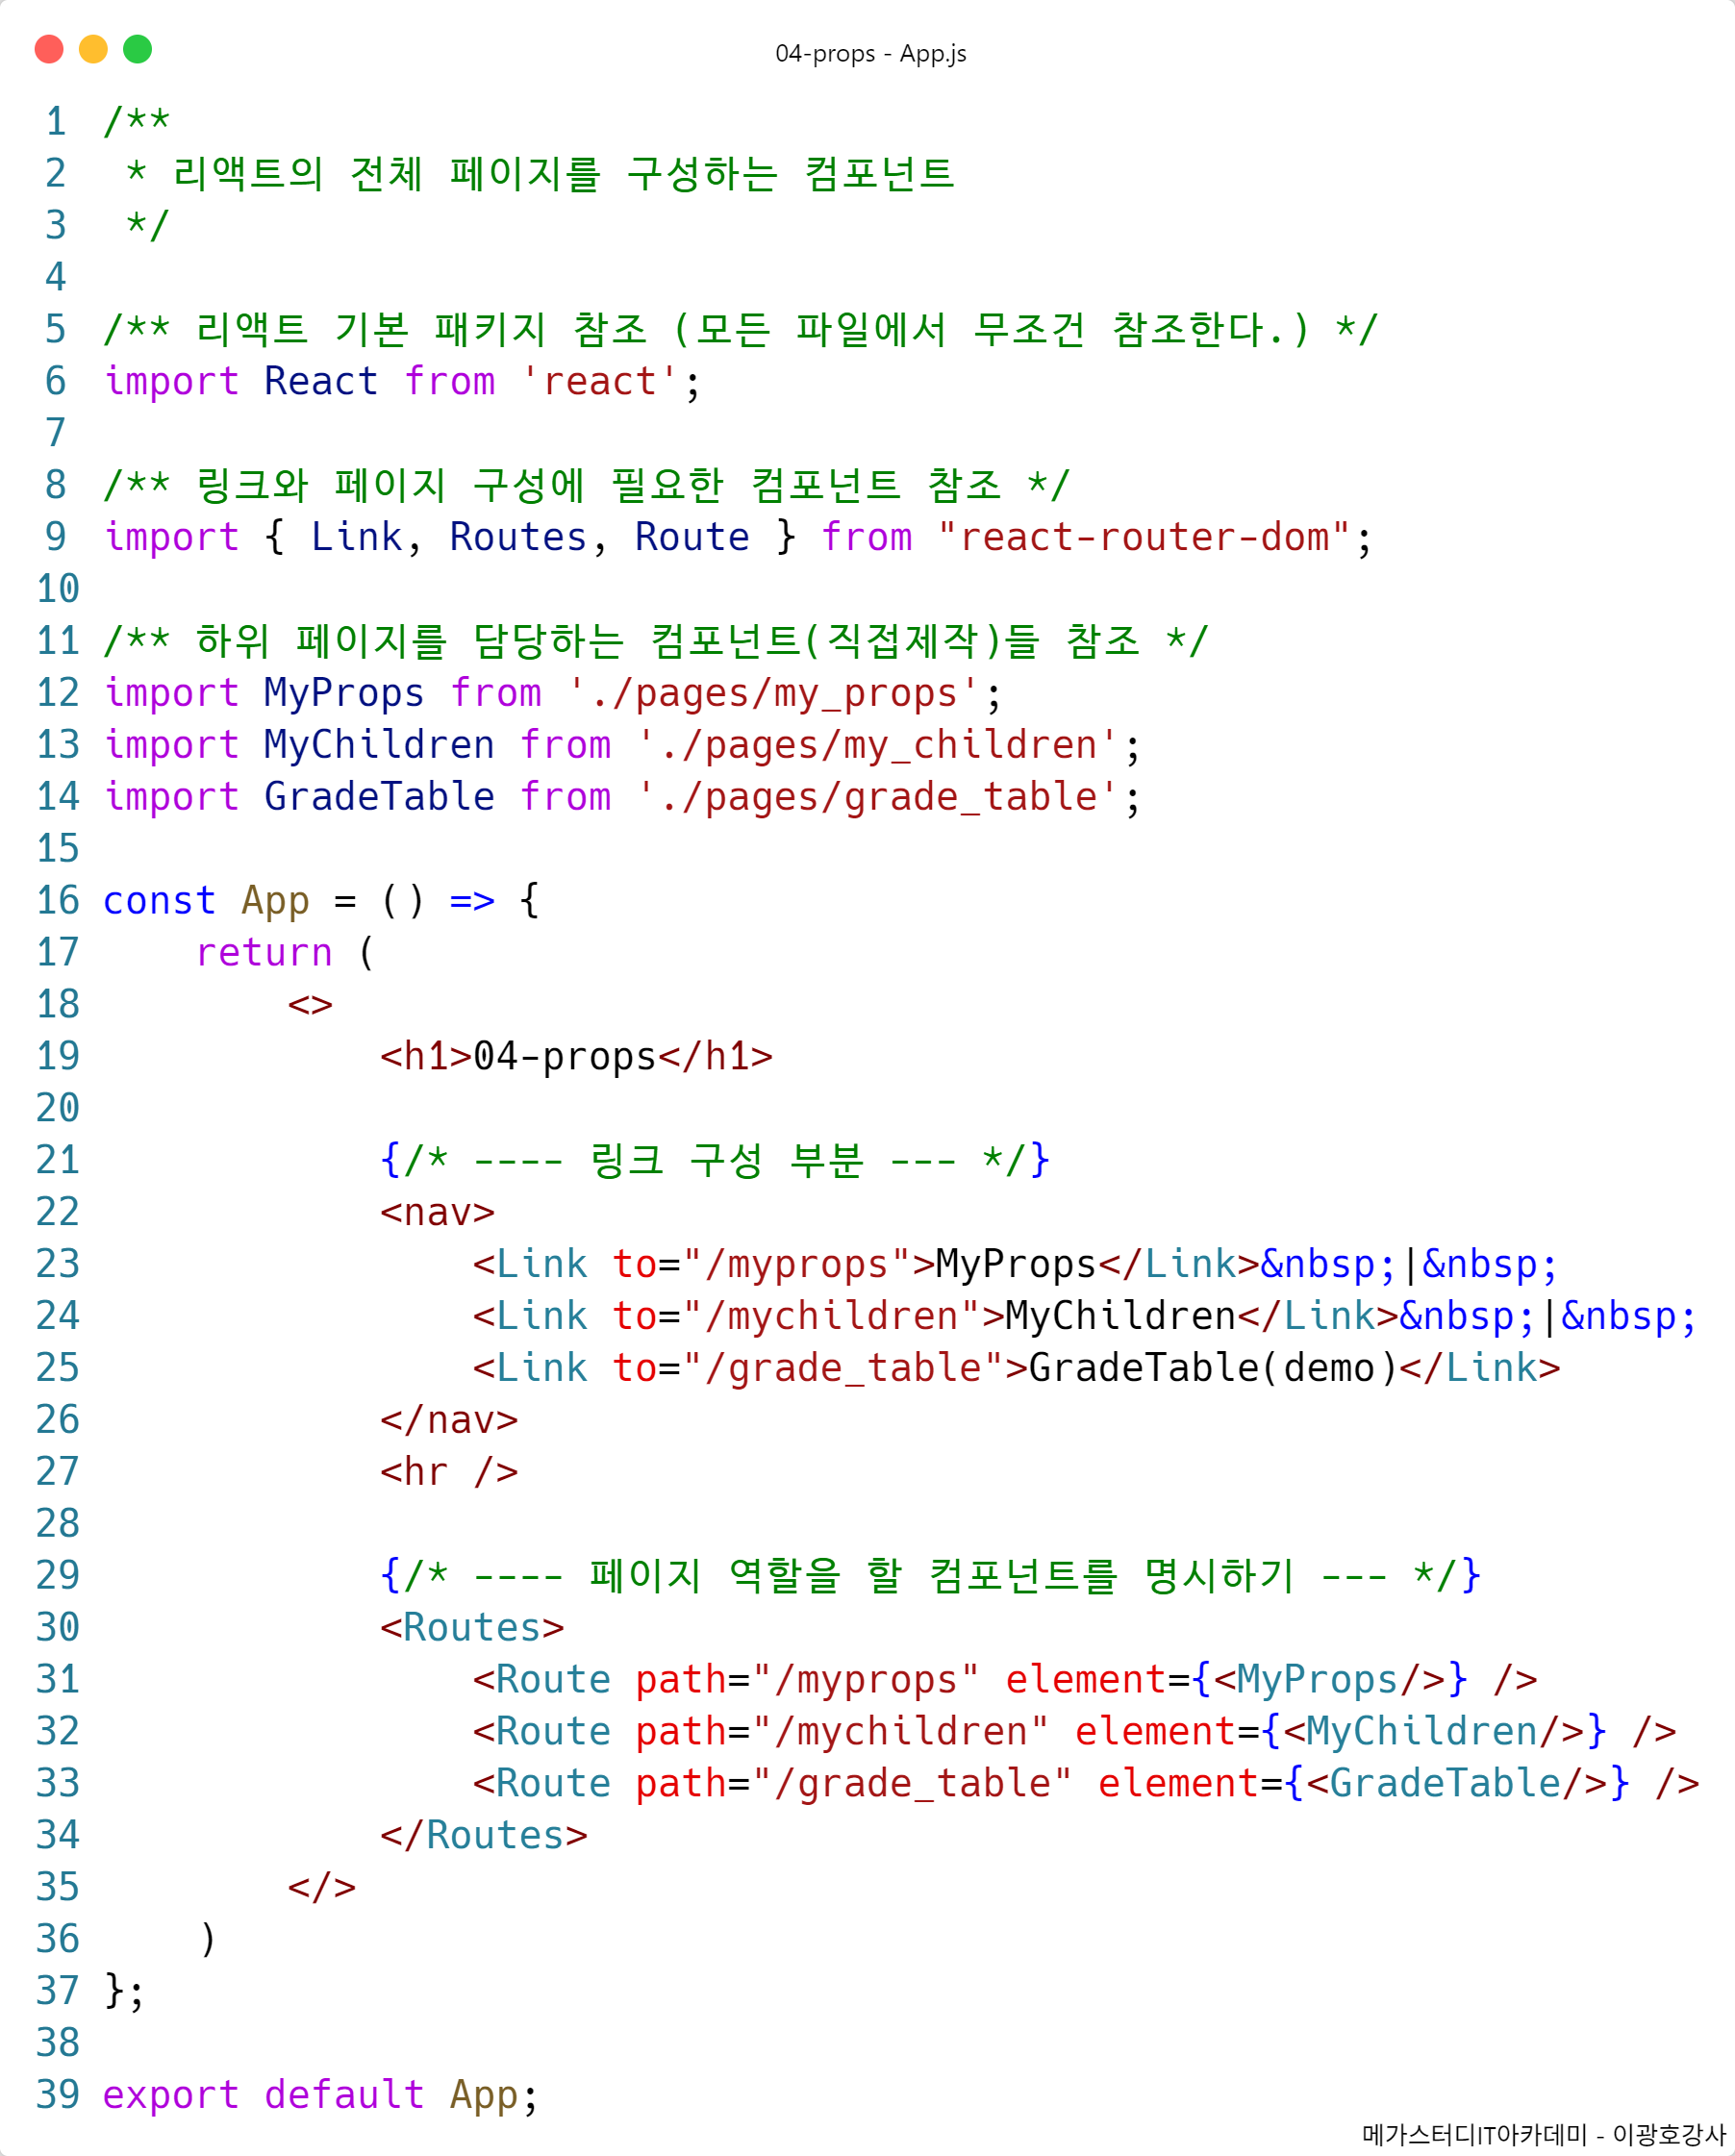 04-props - App.js
1 /**
2  * 리액트의 전체 페이지를 구성하는 컴포넌트
3  */
4
5 /** 리액트 기본 패키지 참조 (모든 파일에서 무조건 참조한다.) */
6 import React from 'react';
7
8 /** 링크와 페이지 구성에 필요한 컴포넌트 참조 */
9 import { Link, Routes, Route } from "react-router-dom";
10
11 /** 하위 페이지를 담당하는 컴포넌트(직접제작)들 참조 */
12 import MyProps from './pages/my_props';
13 import MyChildren from './pages/my_children';
14 import GradeTable from './pages/grade_table';
15
16 const App = () => {
17     return (
18         <>
19             <h1>04-props</h1>
20
21             {/* ---- 링크 구성 부분 --- */}
22             <nav>
23                 <Link to="/myprops">MyProps</Link>&nbsp;|&nbsp;
24                 <Link to="/mychildren">MyChildren</Link>&nbsp;|&nbsp;
25                 <Link to="/grade_table">GradeTable(demo)</Link>
26             </nav>
27             <hr />
28
29             {/* ---- 페이지 역할을 할 컴포넌트를 명시하기 --- */}
30             <Routes>
31                 <Route path="/myprops" element={<MyProps/>} />
32                 <Route path="/mychildren" element={<MyChildren/>} />
33                 <Route path="/grade_table" element={<GradeTable/>} />
34             </Routes>
35         </>
36     )
37 };
38
39 export default App;
메가스터디IT아카데미 - 이광호강사